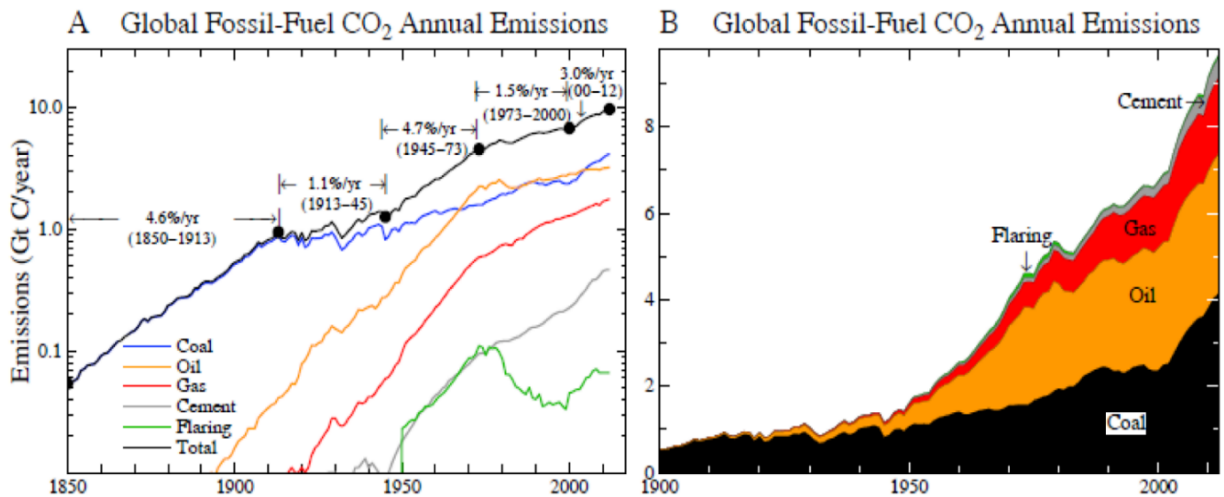 A Global Fossil-Fuel CO₂ Annual Emissions
Emissions (Gt C/year)
10.0
1.0
0.1
4.6%/yr
(1850–1913)
1.1%/yr
(1913–45)
4.7%/yr
(1945–73)
1.5%/yr
(1973–2000)
3.0%/yr
(00–12)
Coal
Oil
Gas
Cement
Flaring
Total
1850 1900 1950 2000
B Global Fossil-Fuel CO₂ Annual Emissions
8
6
4
2
0
Cement
Flaring
Gas
Oil
Coal
1900 1950 2000